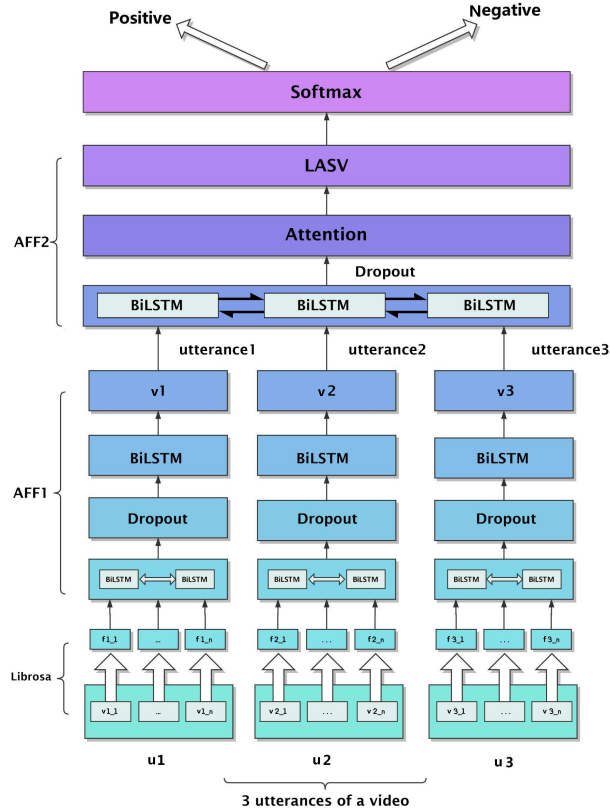 Positive Negative
Softmax
LASV
AFF2
Attention
Dropout
BiLSTM BiLSTM BiLSTM
utterance1 utterance2 utterance3
v1 v2 v3
BiLSTM BiLSTM BiLSTM
AFF1
Dropout Dropout Dropout
BiLSTM BiLSTM BiLSTM BiLSTM BiLSTM BiLSTM
f1_1 ... f1_n f2_1 ... f2_n f3_1 ... f3_n
Librosa
v1_1 ... v1_n v2_1 ... v2_n v3_1 ... v3_n
u1 u2 u3
3 utterances of a video